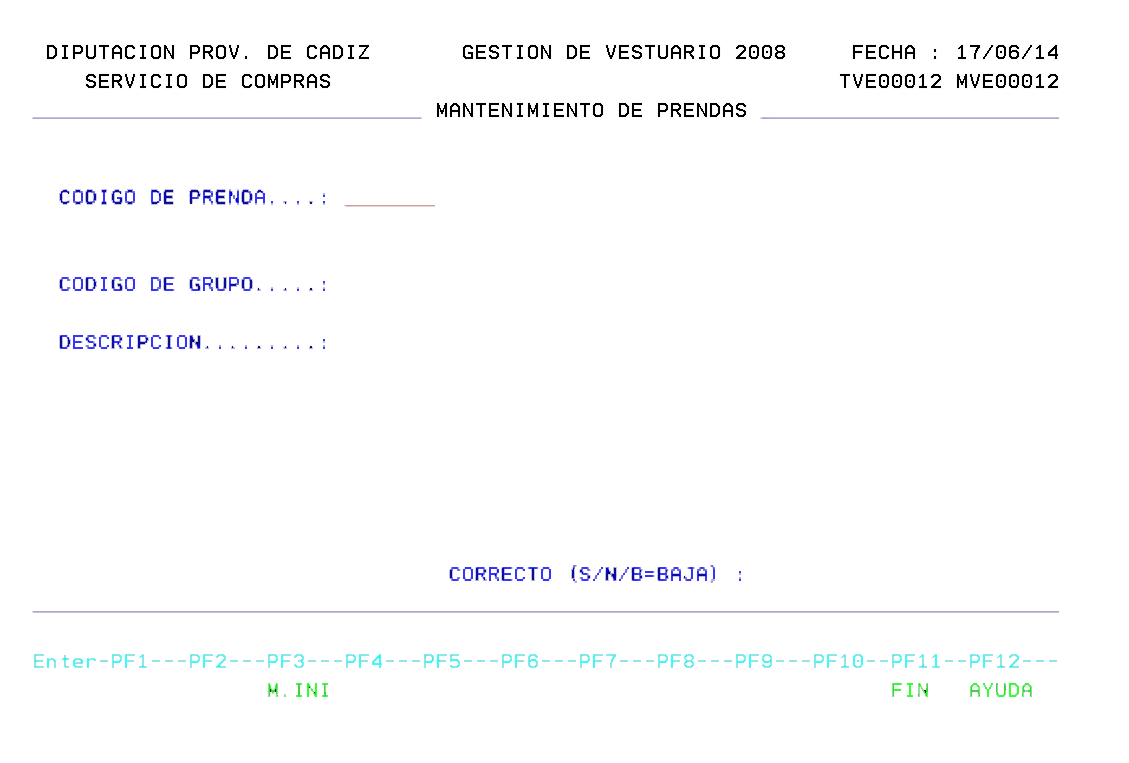 DIPUTACION PROV. DE CADIZ GESTION DE VESTUARIO 2008 FECHA : 17/06/14
SERVICIO DE COMPRAS TVE00012 MVE00012
MANTENIMIENTO DE PRENDAS
CODIGO DE PRENDA....: _______
CODIGO DE GRUPO.....:
DESCRIPCION.........:
CORRECTO (S/N/B=BAJA) :
Enter-PF1---PF2---PF3---PF4---PF5---PF6---PF7---PF8---PF9---PF10--PF11--PF12---
M.INI FIN AYUDA